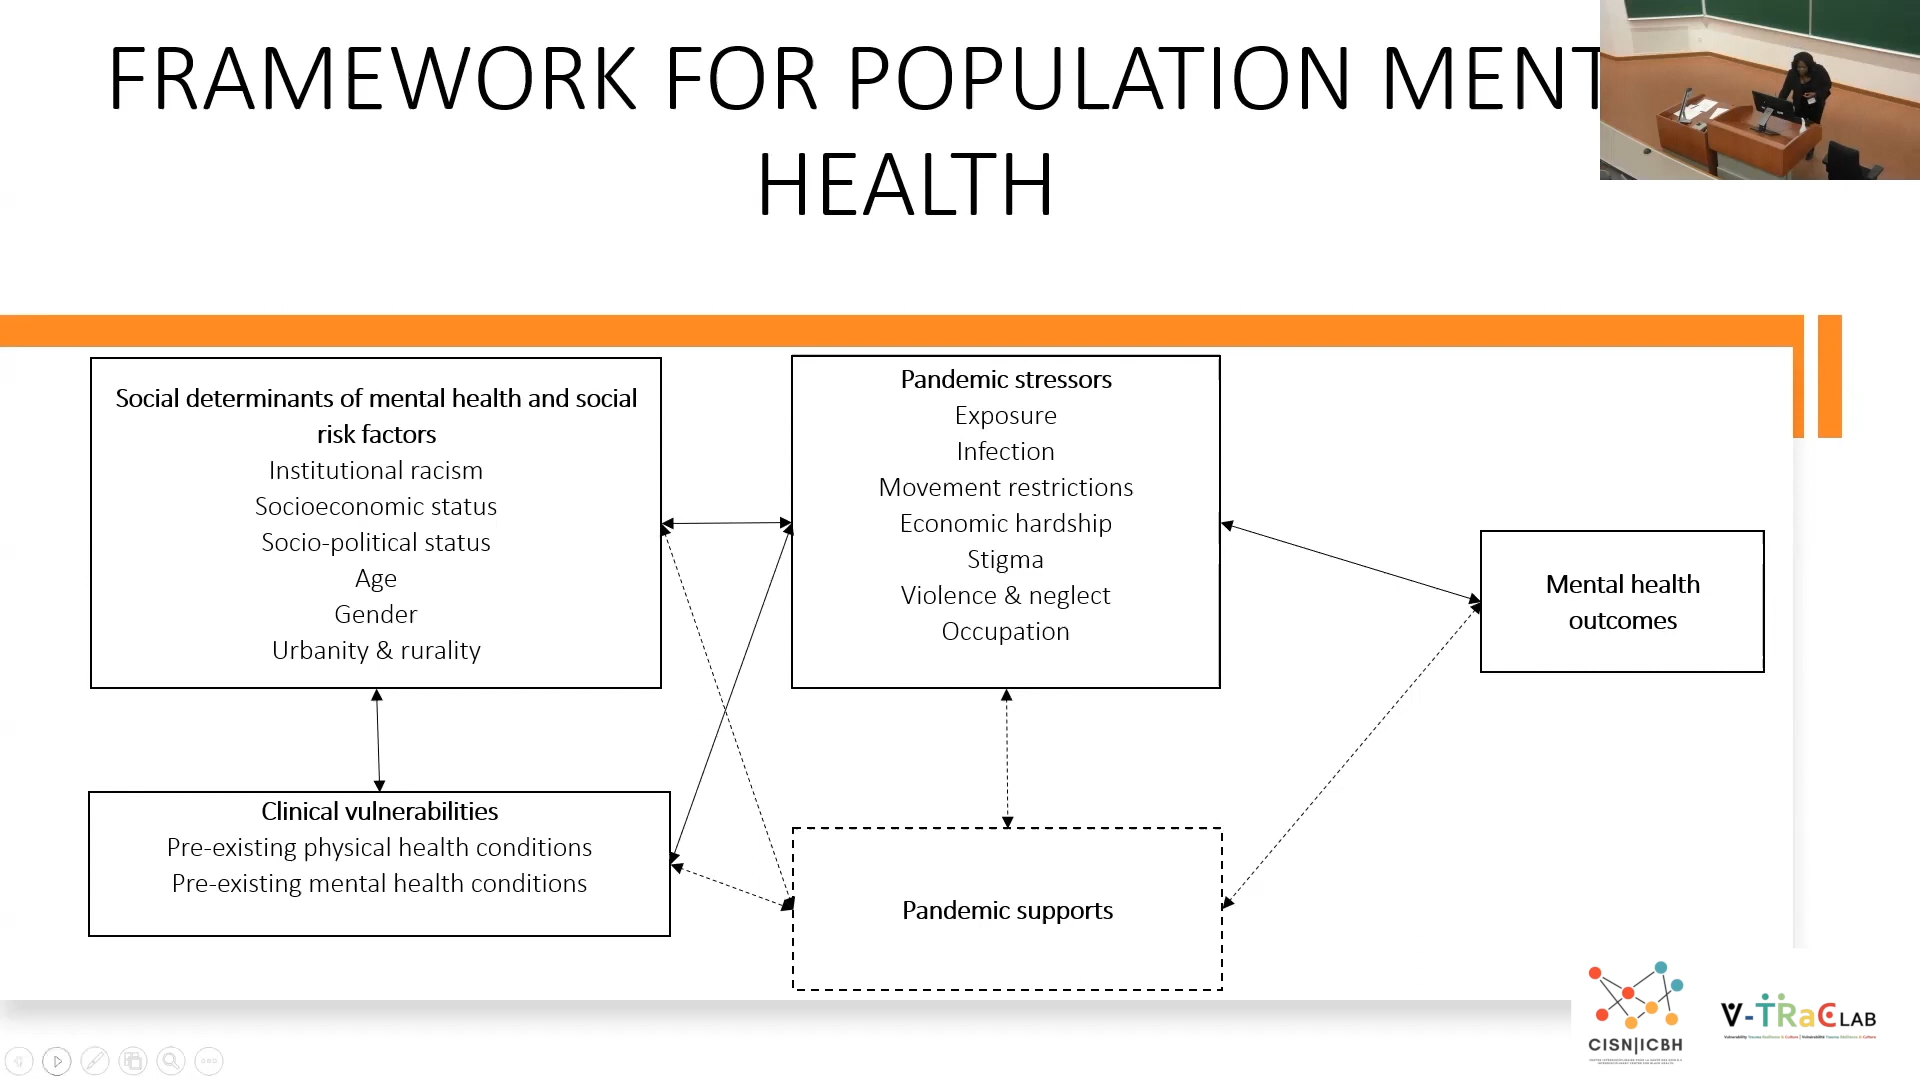 FRAMEWORK FOR POPULATION MENT
HEALTH
Social determinants of mental health and social
risk factors
Institutional racism
Socioeconomic status
Socio-political status
Age
Gender
Urbanity & rurality
Pandemic stressors
Exposure
Infection
Movement restrictions
Economic hardship
Stigma
Violence & neglect
Occupation
Mental health
outcomes
Clinical vulnerabilities
Pre-existing physical health conditions
Pre-existing mental health conditions
Pandemic supports
CISN|ICBH
V-TRaC LAB